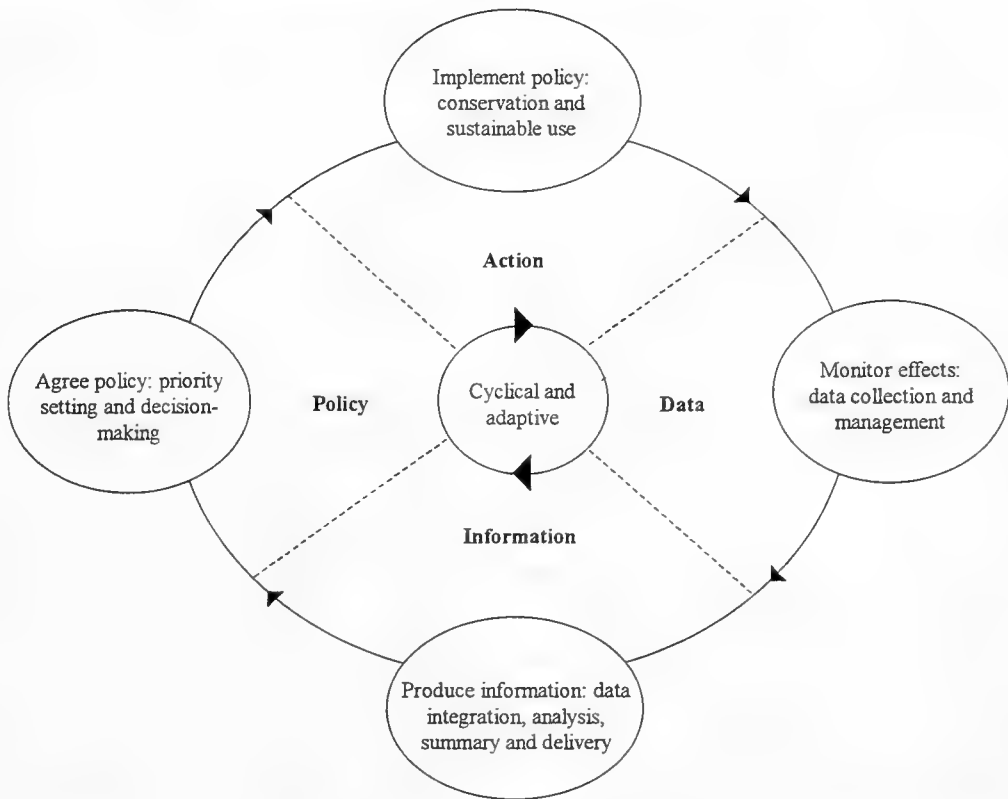 Implement policy:
conservation and
sustainable use
Action
Agree policy: priority
setting and decision-
making
Policy
Cyclical and
adaptive
Data
Monitor effects:
data collection and
management
Information
Produce information: data
integration, analysis,
summary and delivery